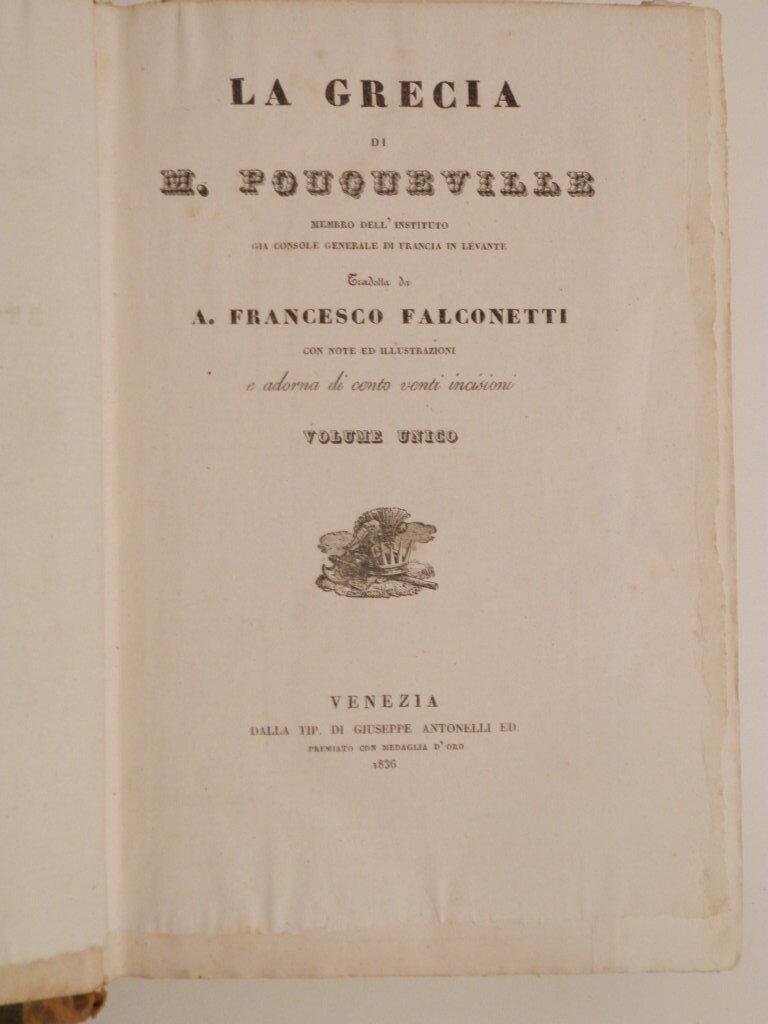 LA GRECIA
DI
M. POUQUEVILLE
MEMBRO DELL' INSTITUTO
GIA CONSOLE GENERALE DI FRANCIA IN LEVANTE
Tradotta da
A. FRANCESCO FALCONETTI
CON NOTE ED ILLUSTRAZIONI
e adorna di cento venti incisioni
VOLUME UNICO
VENEZIA
DALLA TIP. DI GIUSEPPE ANTONELLI ED.
PREMIATO CON MEDAGLIA D' ORO
1836